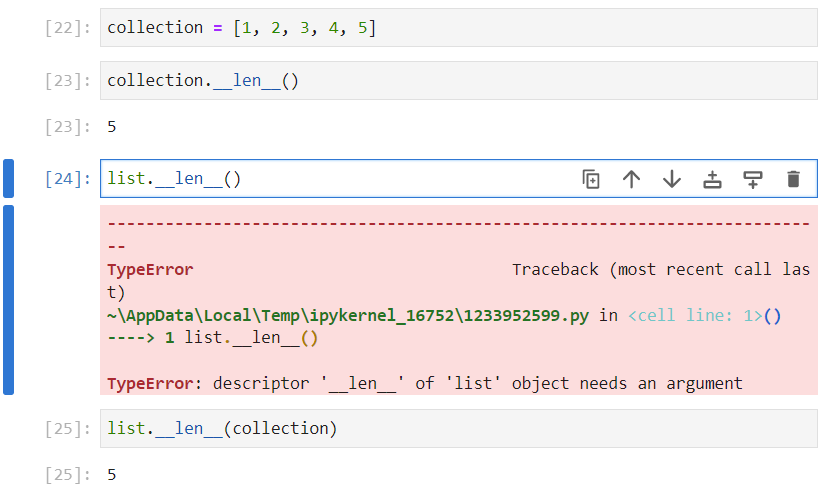 [22]: collection = [1, 2, 3, 4, 5]
[23]: collection.__len__()
[23]: 5
[24]: list.__len__()
---------------------------------------------------------------------------
--
TypeError                                 Traceback (most recent call las
t)
~\AppData\Local\Temp\ipykernel_16752\1233952599.py in <cell line: 1>()
----> 1 list.__len__()
TypeError: descriptor '__len__' of 'list' object needs an argument
[25]: list.__len__(collection)
[25]: 5